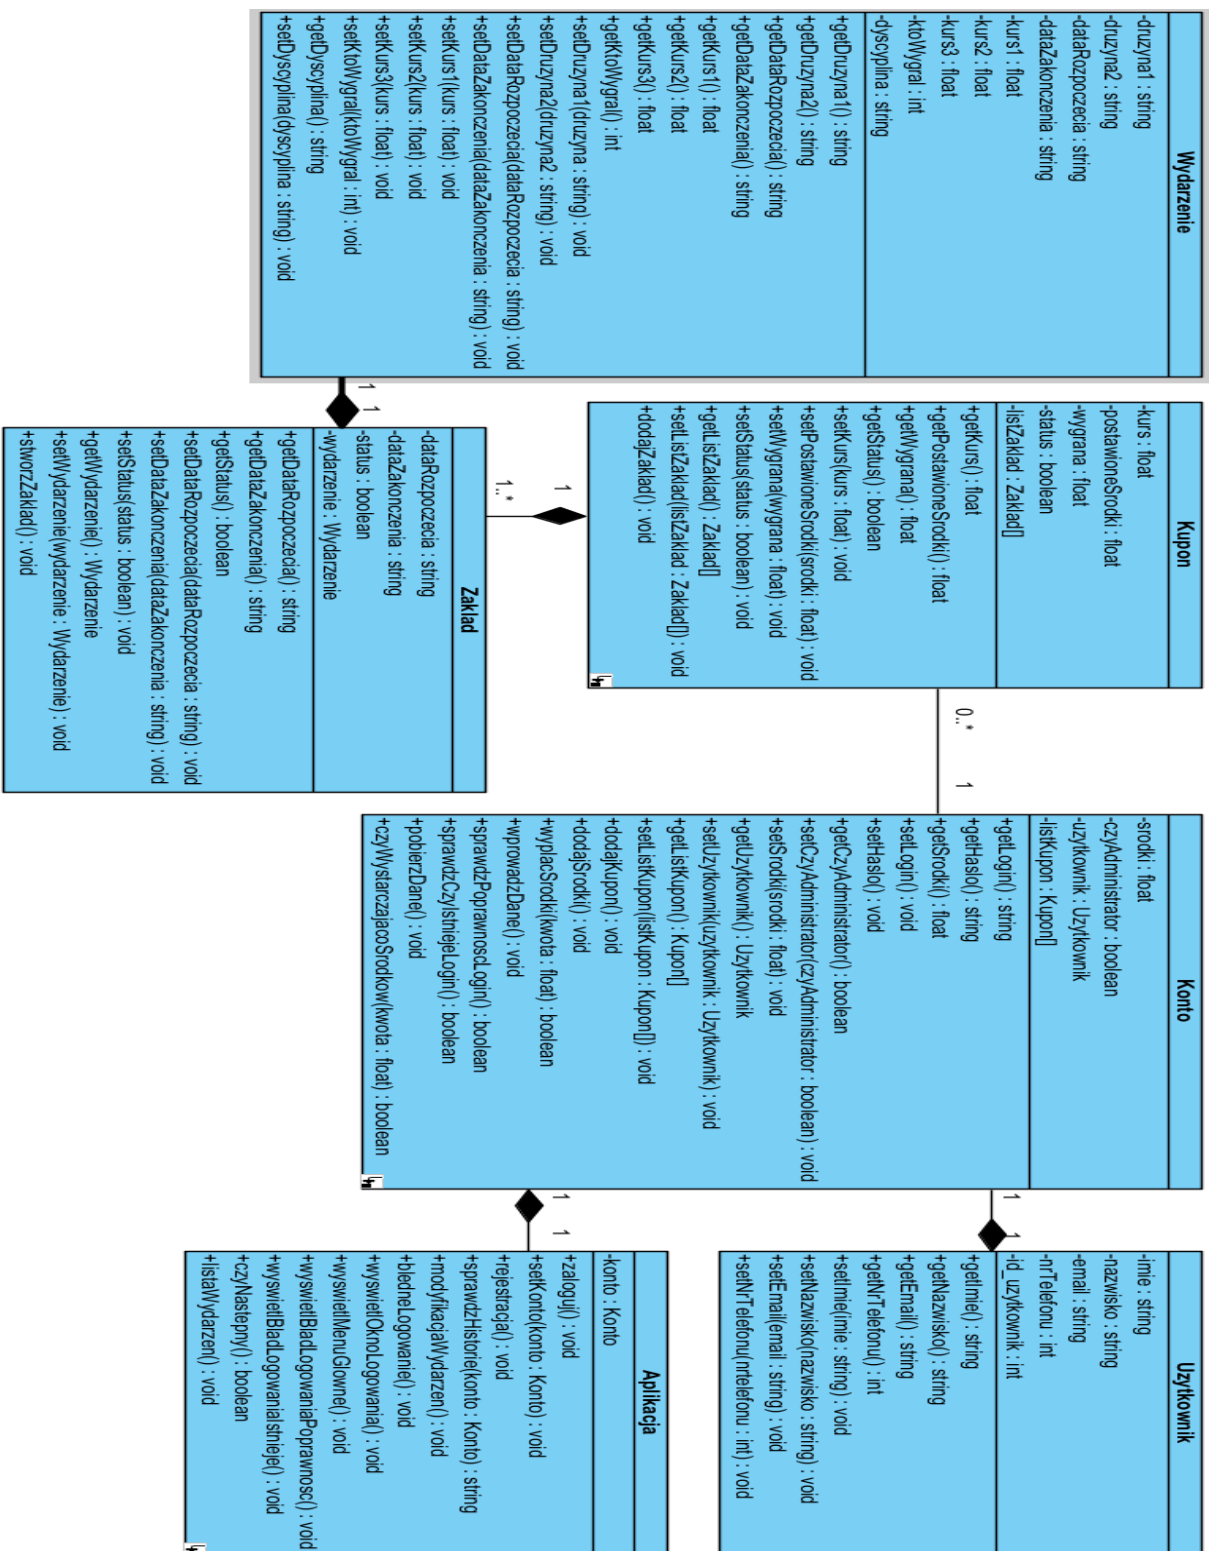 Wydarzenie
-druzyna1 : string
-druzyna2 : string
-dataRozpoczecia : string
-dataZakonczenia : string
-kurs1 : float
-kurs2 : float
-kurs3 : float
-ktoWygral : int
-dyscyplina : string
+getDruzyna1() : string
+getDruzyna2() : string
+getDataRozpoczecia() : string
+getDataZakonczenia() : string
+getKurs1() : float
+getKurs2() : float
+getKurs3() : float
+getKtoWygral() : int
+setDruzyna1(druzyna : string) : void
+setDruzyna2(druzyna2 : string) : void
+setDataRozpoczecia(dataRozpoczecia : string) : void
+setDataZakonczenia(dataZakonczenia : string) : void
+setKurs1(kurs : float) : void
+setKurs2(kurs : float) : void
+setKurs3(kurs : float) : void
+setKtoWygral(ktoWygral : int) : void
+getDyscyplina() : string
+setDyscyplina(dyscyplina : string) : void
1
1
Kupon
-kurs : float
-postawioneSrodki : float
-wygrana : float
-status : boolean
-listZaklad : Zaklad[]
+getKurs() : float
+getPostawioneSrodki() : float
+getWygrana() : float
+getStatus() : boolean
+setKurs(kurs : float) : void
+setPostawioneSrodki(srodki : float) : void
+setWygrana(wygrana : float) : void
+setStatus(status : boolean) : void
+getListZaklad() : Zaklad[]
+setListZaklad(listZaklad : Zaklad[]) : void
+dodajZaklad() : void
1
1..*
Zaklad
-dataRozpoczecia : string
-dataZakonczenia : string
-status : boolean
-wydarzenie : Wydarzenie
+getDataRozpoczecia() : string
+getDataZakonczenia() : string
+getStatus() : boolean
+setDataRozpoczecia(dataRozpoczecia : string) : void
+setDataZakonczenia(dataZakonczenia : string) : void
+setStatus(status : boolean) : void
+getWydarzenie() : Wydarzenie
+setWydarzenie(wydarzenie : Wydarzenie) : void
+stworzZaklad() : void
0..*
1
Konto
-srodki : float
-czyAdministrator : boolean
-uzytkownik : Uzytkownik
-listKupon : Kupon[]
+getLogin() : string
+getHaslo() : string
+getSrodki() : float
+setLogin() : void
+setHaslo() : void
+getCzyAdministrator() : boolean
+setCzyAdministrator(czyAdministrator : boolean) : void
+setSrodki(srodki : float) : void
+getUzytkownik() : Uzytkownik
+setUzytkownik(uzytkownik : Uzytkownik) : void
+getListKupon() : Kupon[]
+setListKupon(listKupon : Kupon[]) : void
+dodajKupon() : void
+dodajSrodki() : void
+wyplacSrodki(kwota : float) : boolean
+wprowadzDane() : void
+sprawdzPoprawnoscLogin() : boolean
+sprawdzCzyIstniejeLogin() : boolean
+pobierzDane() : void
+czyWystarczajacoSrodkow(kwota : float) : boolean
1
1
1
1
Uzytkownik
-imie : string
-nazwisko : string
-email : string
-nrTelefonu : int
-id_uzytkownik : int
+getImie() : string
+getNazwisko() : string
+getEmail() : string
+getNrTelefonu() : int
+setImie(imie : string) : void
+setNazwisko(nazwisko : string) : void
+setEmail(email : string) : void
+setNrTelefonu(nrtelefonu : int) : void
Aplikacja
-konto : Konto
+zaloguj() : void
+setKonto(konto : Konto) : void
+rejestracja() : void
+sprawdzHistorie(konto : Konto) : string
+modyfikacjaWydarzen() : void
+bledneLogowanie() : void
+wyswietlOknoLogowania() : void
+wyswietlMenuGlowne() : void
+wyswietlBladLogowaniaPoprawnosc() : void
+wyswietlBladLogowaniaIstnieje() : void
+czyNastepny() : boolean
+listaWydarzen() : void